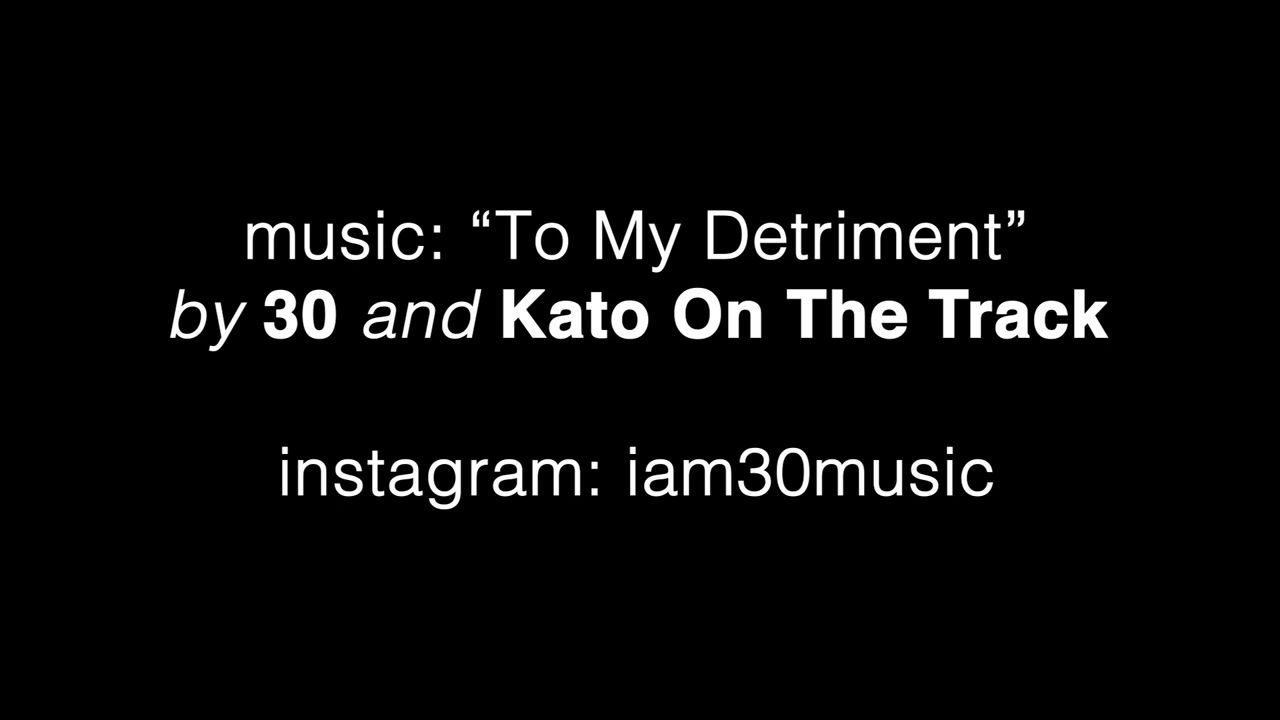 music: “To My Detriment”
by 30 and Kato On The Track
instagram: iam30music